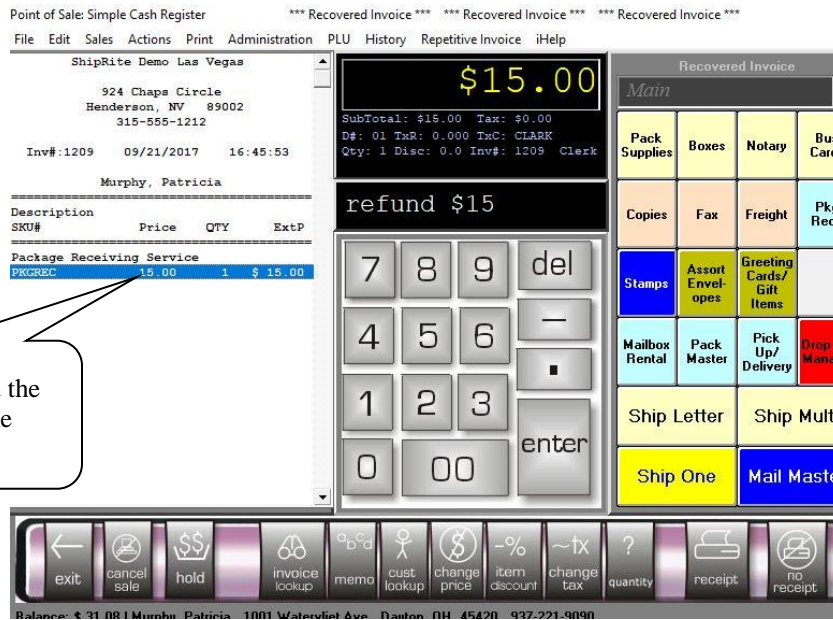 Point of Sale: Simple Cash Register *** Recovered Invoice *** *** Recovered Invoice *** *** Recovered Invoice ***
File Edit Sales Actions Print Administration PLU History Repetitive Invoice iHelp
ShipRite Demo Las Vegas
924 Chaps Circle
Henderson, NV 89002
315-555-1212
Inv#:1209 09/21/2017 16:45:53
Murphy, Patricia
Description
SKU# Price QTY ExtP
Package Receiving Service
PKGREC 15.00 1 $ 15.00
the
$15.00
SubTotal: $15.00 Tax: $0.00
D#: 01 TxR: 0.000 TxC: CLARK
Qty: 1 Disc: 0.0 Inv#: 1209 Clerk
refund $15
7 8 9 del
4 5 6 —
.
1 2 3
0 00 enter
Recovered Invoice
Main
Pack Supplies
Boxes
Notary
Copies
Fax
Freight
Stamps
Assort Envel-opes
Greeting Cards/ Gift Items
Mailbox Rental
Pack Master
Pick Up/ Delivery
Drop
Ship Letter
Ship
Ship One
Mail
exit
cancel sale
hold
invoice lookup
memo
cust lookup
change price
item discount
change tax
quantity
receipt
no receipt
Balance: $ 31.08 | Murphy, Patricia 1001 Watervliet Ave Dayton, OH 45420 937-221-9090